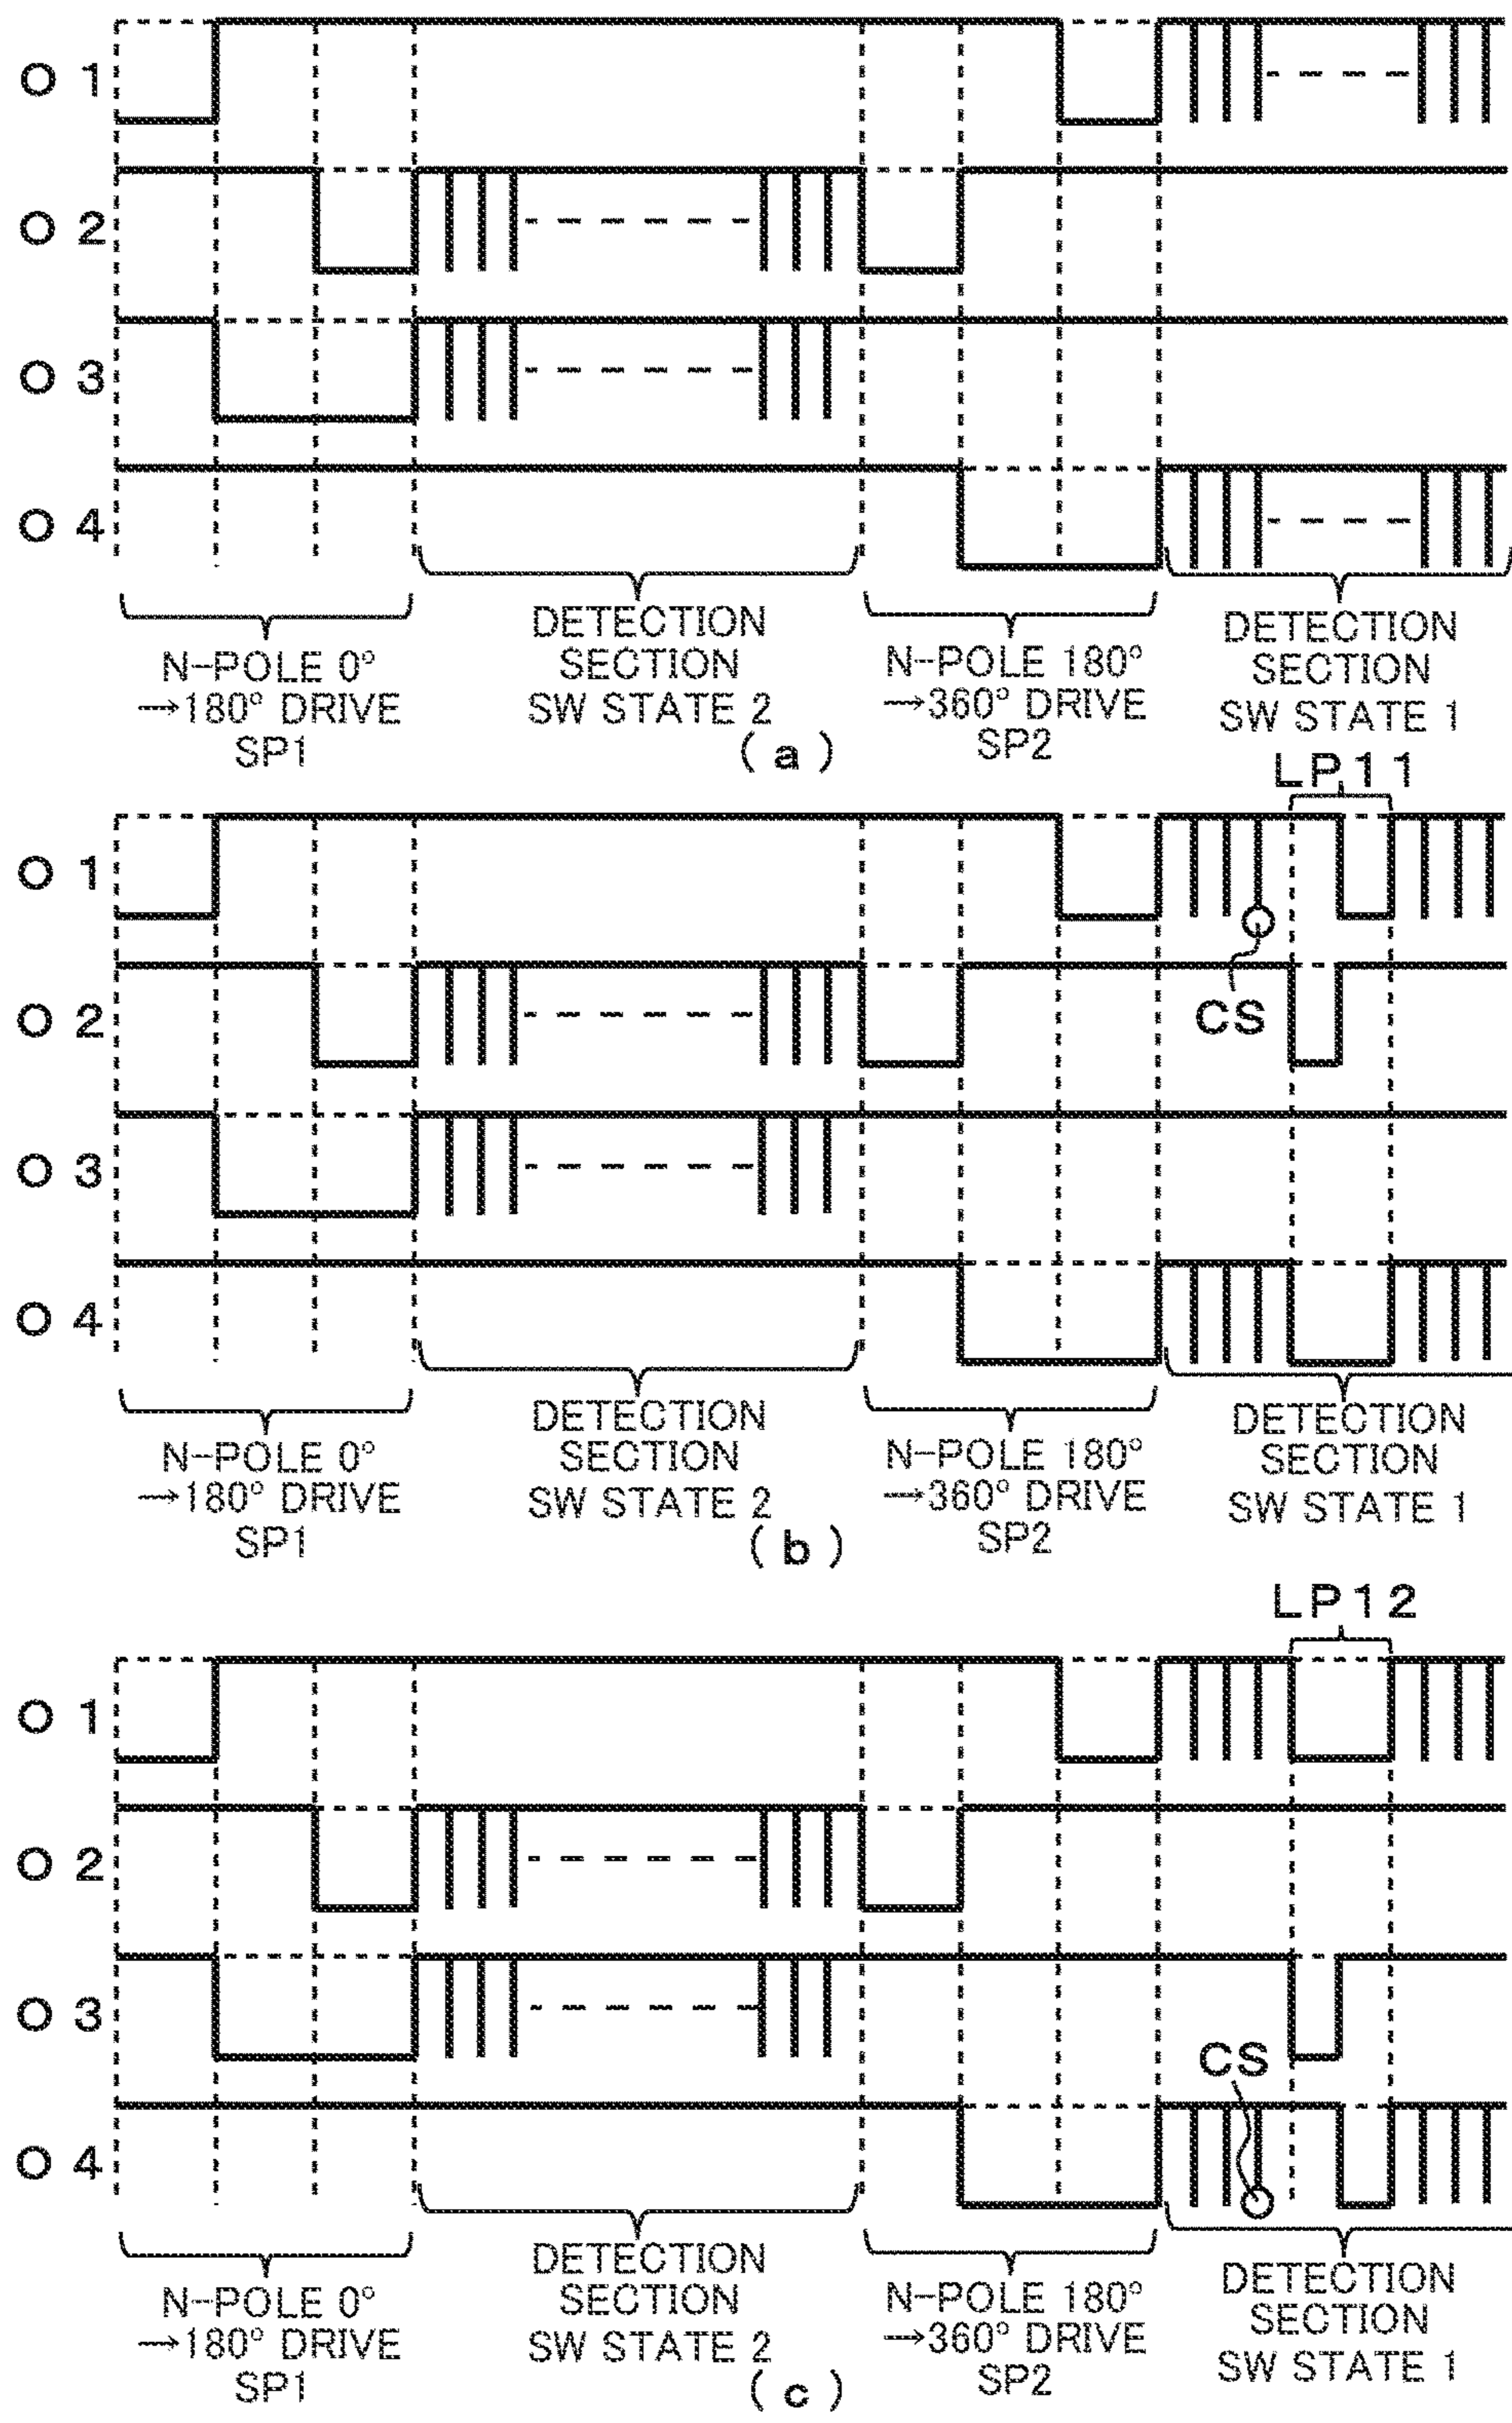 O 1
O 2
O 3
O 4
N-POLE 0°
→180° DRIVE
SP1
DETECTION
SECTION
SW STATE 2
N-POLE 180°
→360° DRIVE
SP2
DETECTION
SECTION
SW STATE 1
(a)
LP11
O 1
CS
O 2
O 3
O 4
N-POLE 0°
→180° DRIVE
SP1
DETECTION
SECTION
SW STATE 2
N-POLE 180°
→360° DRIVE
SP2
DETECTION
SECTION
SW STATE 1
(b)
LP12
O 1
O 2
O 3
CS
O 4
N-POLE 0°
→180° DRIVE
SP1
DETECTION
SECTION
SW STATE 2
N-POLE 180°
→360° DRIVE
SP2
DETECTION
SECTION
SW STATE 1
(c)